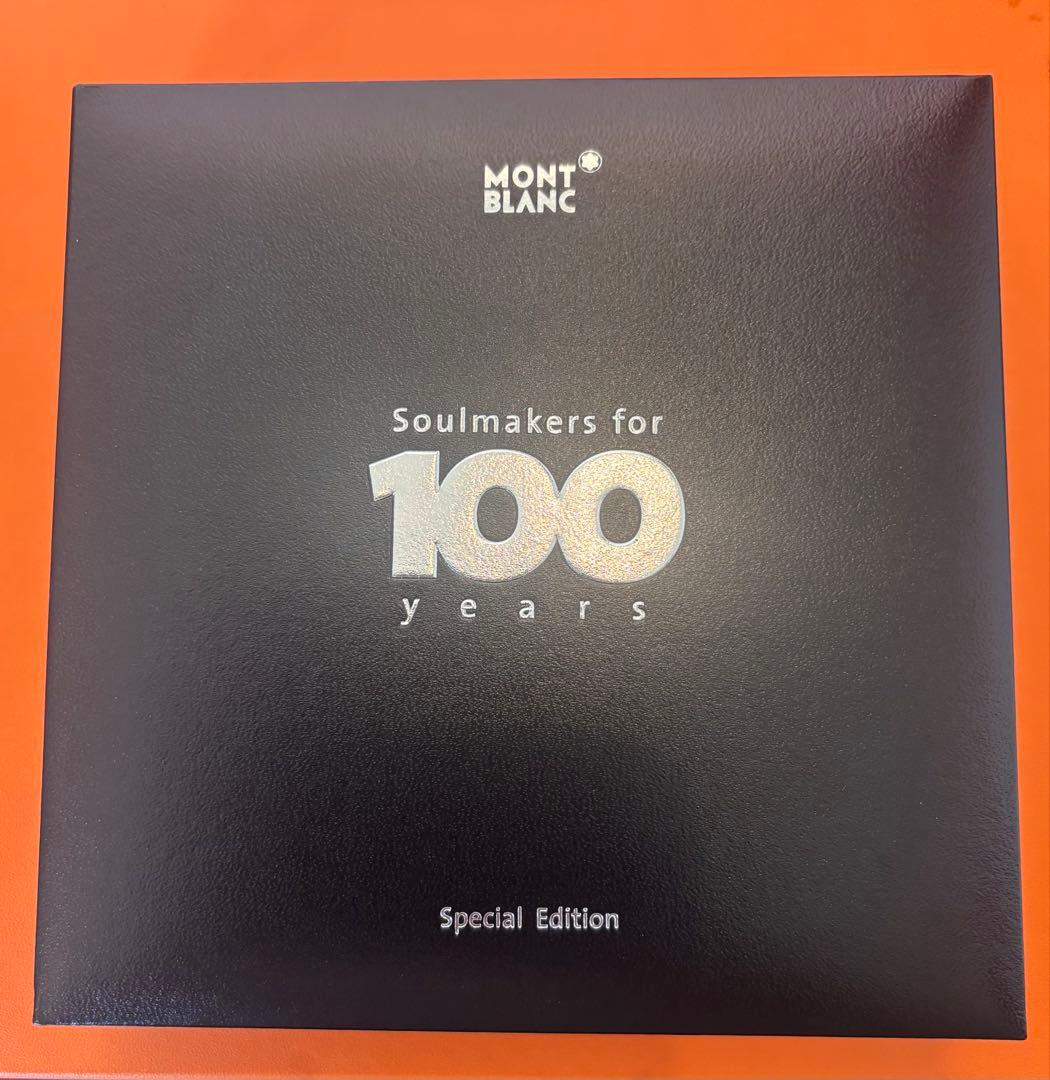 MONT
BLANC
Soulmakers for
100
years
Special Edition